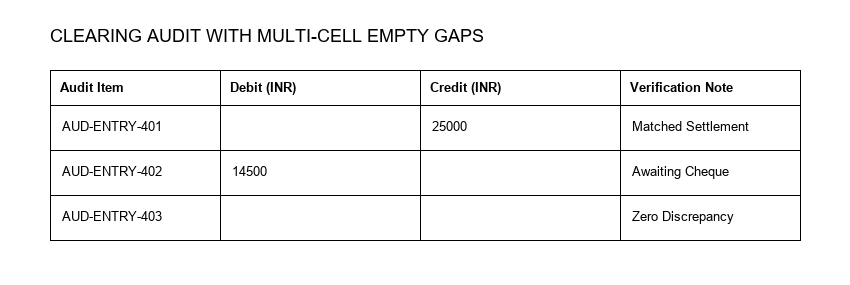 CLEARING AUDIT WITH MULTI-CELL EMPTY GAPS
Audit Item Debit (INR) Credit (INR) Verification Note
AUD-ENTRY-401 25000 Matched Settlement
AUD-ENTRY-402 14500 Awaiting Cheque
AUD-ENTRY-403 Zero Discrepancy